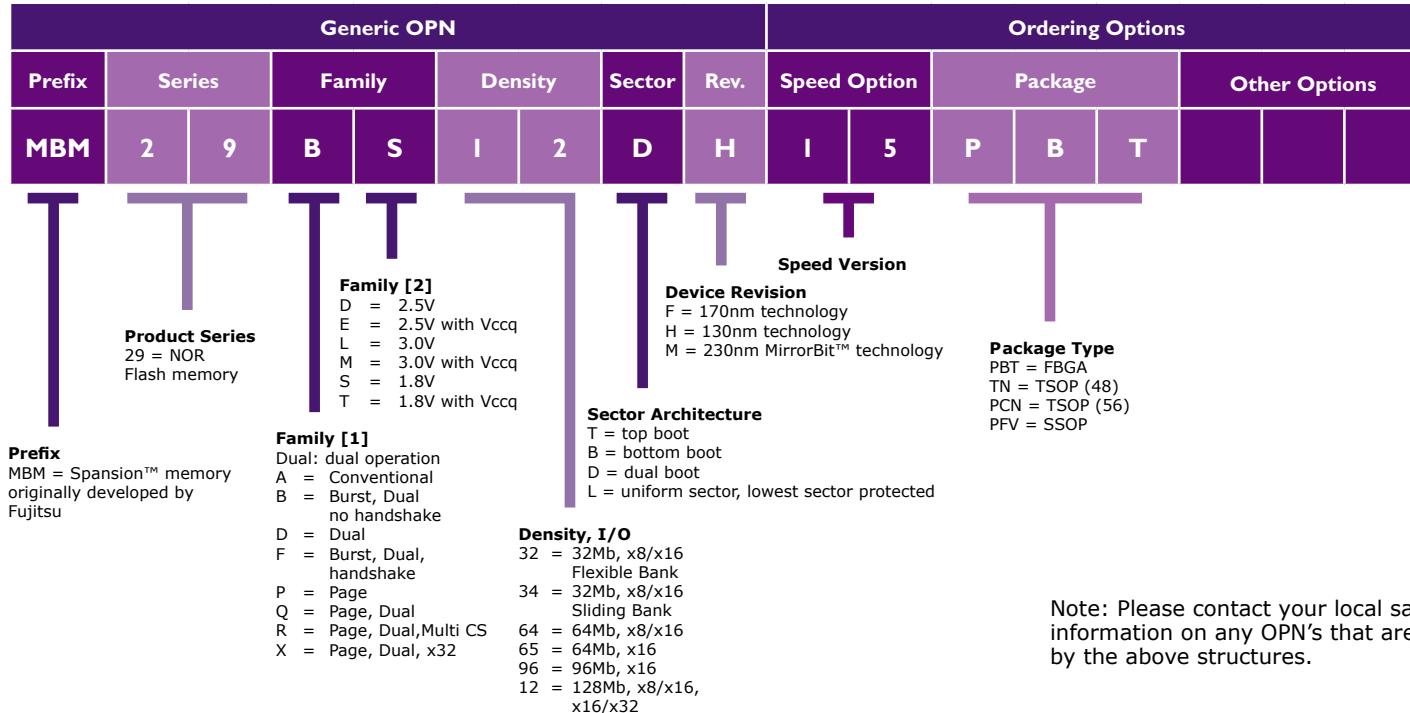 Generic OPN
Ordering Options
Prefix
Series
Family
Density
Sector
Rev.
Speed Option
Package
Other Options
MBM
2
9
B
S
1
2
D
H
1
5
P
B
T
Speed Version
Family [2]
D = 2.5V
E = 2.5V with Vccq
L = 3.0V
M = 3.0V with Vccq
S = 1.8V
T = 1.8V with Vccq
Device Revision
F = 170nm technology
H = 130nm technology
M = 230nm MirrorBit™ technology
Product Series
29 = NOR
Flash memory
Package Type
PBT = FBGA
TN = TSOP (48)
PCN = TSOP (56)
PFV = SSOP
Sector Architecture
T = top boot
B = bottom boot
D = dual boot
L = uniform sector, lowest sector protected
Prefix
MBM = Spansion™ memory
originally developed by
Fujitsu
Family [1]
Dual: dual operation
A = Conventional
B = Burst, Dual
no handshake
D = Dual
F = Burst, Dual,
handshake
P = Page
Q = Page, Dual
R = Page, Dual,Multi CS
X = Page, Dual, x32
Density, I/O
32 = 32Mb, x8/x16
Flexible Bank
34 = 32Mb, x8/x16
Sliding Bank
64 = 64Mb, x8/x16
65 = 64Mb, x16
96 = 96Mb, x16
12 = 128Mb, x8/x16,
x16/x32
Note: Please contact your local sa
information on any OPN's that are
by the above structures.